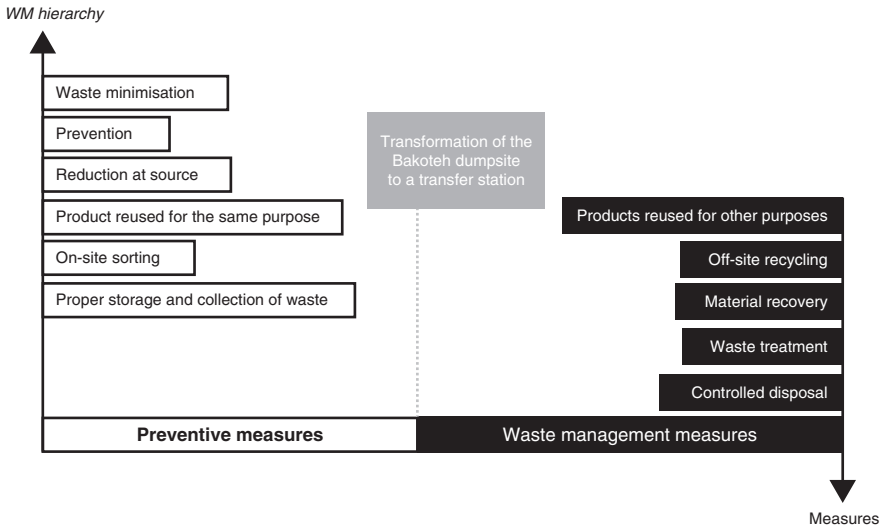 WM hierarchy
Waste minimisation
Prevention
Reduction at source
Product reused for the same purpose
On-site sorting
Proper storage and collection of waste
Transformation of the
Bakoteh dumpsite
to a transfer station
Products reused for other purposes
Off-site recycling
Material recovery
Waste treatment
Controlled disposal
Preventive measures
Waste management measures
Measures